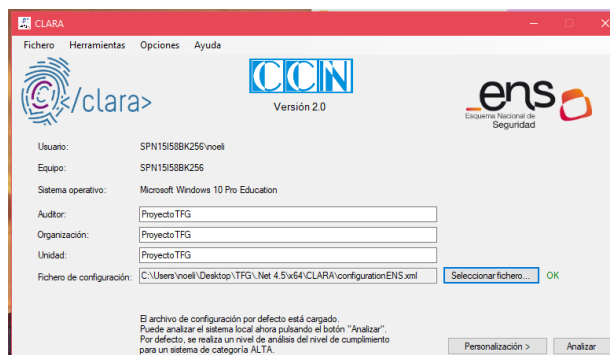 CLARA
Fichero Herramientas Opciones Ayuda
</clara>
CCN
Versión 2.0
ens
Esquema Nacional de
Seguridad
Usuario: SPN15I58BK256\noeli
Equipo: SPN15I58BK256
Sistema operativo: Microsoft Windows 10 Pro Education
Auditor: ProyectoTFG
Organización: ProyectoTFG
Unidad: ProyectoTFG
Fichero de configuración: C:\Users\noeli\Desktop\TFG\.Net 4.5\x64\CLARA\configurationENS.xml Seleccionar fichero... OK
El archivo de configuración por defecto está cargado.
Puede analizar el sistema local ahora pulsando el botón "Analizar".
Por defecto, se realiza un nivel de análisis del nivel de cumplimiento
para un sistema de categoría ALTA.
Personalización > Analizar